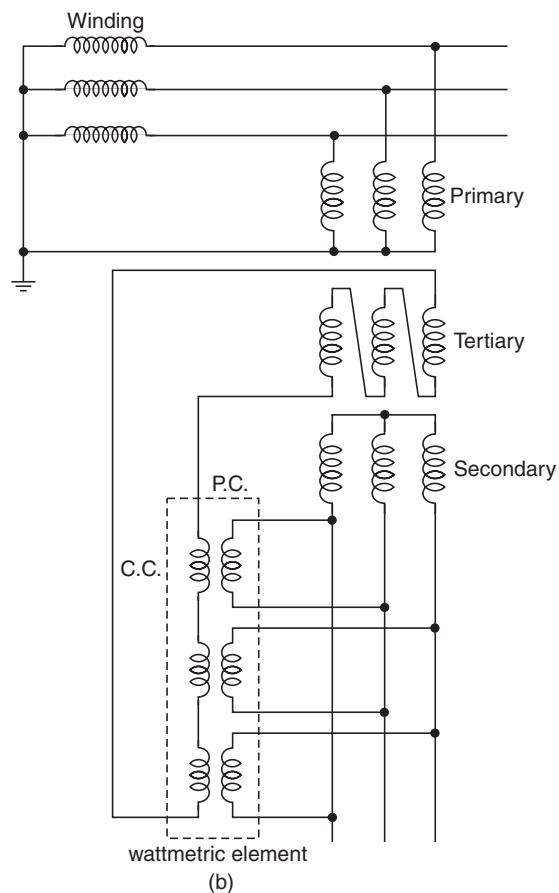 Winding
Primary
Tertiary
Secondary
P.C.
C.C.
wattmetric element
(b)